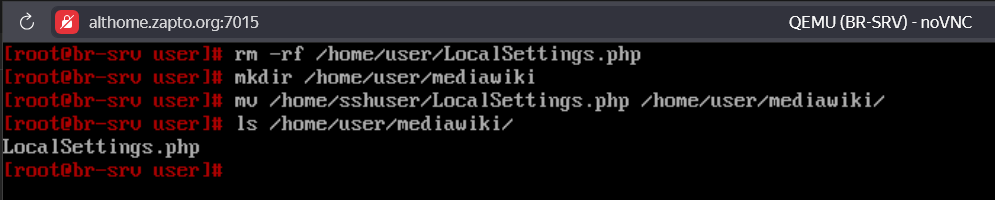 althome.zapto.org:7015 QEMU (BR-SRV) - noVNC
[root@br-srv user]# rm -rf /home/user/LocalSettings.php
[root@br-srv user]# mkdir /home/user/mediawiki
[root@br-srv user]# mv /home/sshuser/LocalSettings.php /home/user/mediawiki/
[root@br-srv user]# ls /home/user/mediawiki/
LocalSettings.php
[root@br-srv user]#